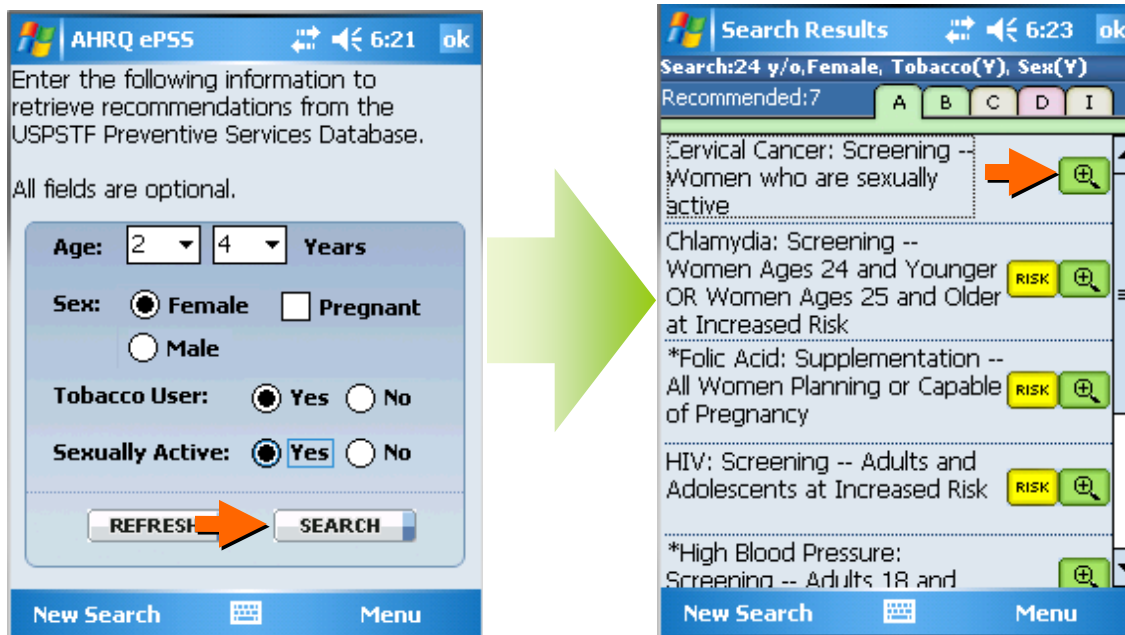 AHRQ ePSS 6:21 ok
Enter the following information to
retrieve recommendations from the
USPSTF Preventive Services Database.
All fields are optional.
Age: 2 4 Years
Sex: Female Pregnant
Male
Tobacco User: Yes No
Sexually Active: Yes No
REFRESH SEARCH
New Search Menu
Search Results 6:23 ok
Search:24 y/o,Female, Tobacco(Y), Sex(Y)
Recommended:7 A B C D I
Cervical Cancer: Screening --
Women who are sexually
active
Chlamydia: Screening --
Women Ages 24 and Younger
OR Women Ages 25 and Older
at Increased Risk
RISK
*Folic Acid: Supplementation --
All Women Planning or Capable
of Pregnancy
RISK
HIV: Screening -- Adults and
Adolescents at Increased Risk
RISK
*High Blood Pressure:
Screening -- Adults 18 and
New Search Menu